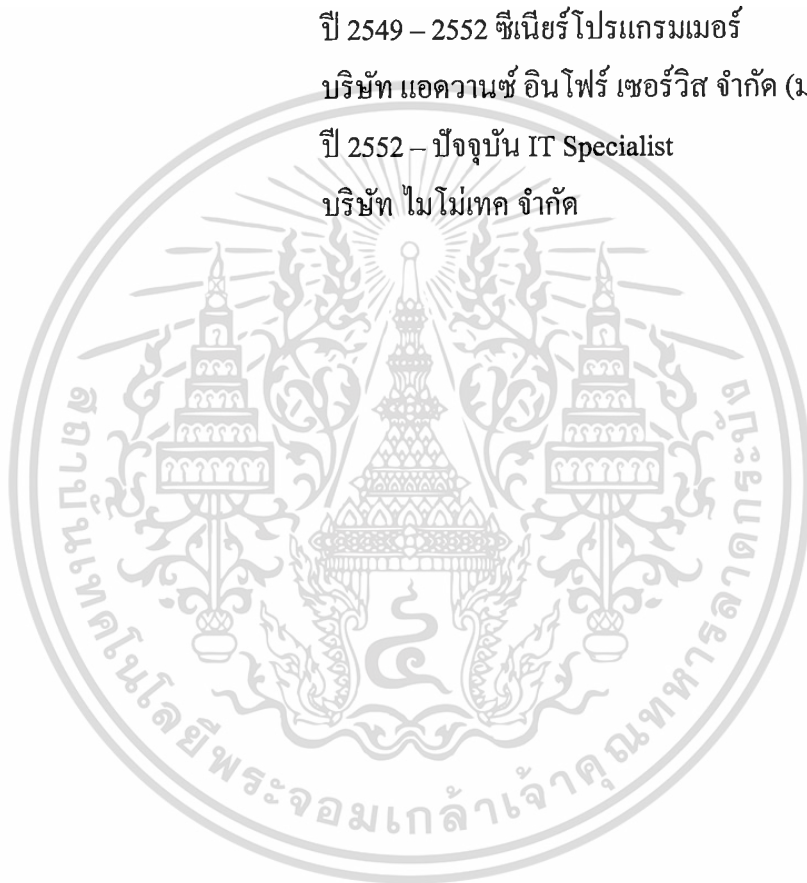 ปี 2549 – 2552 ซีเนียร์โปรแกรมเมอร์
บริษัท แอดวานซ์ อินโฟร์ เซอร์วิส จำกัด (ม
ปี 2552 – ปัจจุบัน IT Specialist
บริษัท ไมโม่เทค จำกัด
สถาบันเทคโนโลยีพระจอมเกล้าเจ้าคุณทหารลาดกระบัง